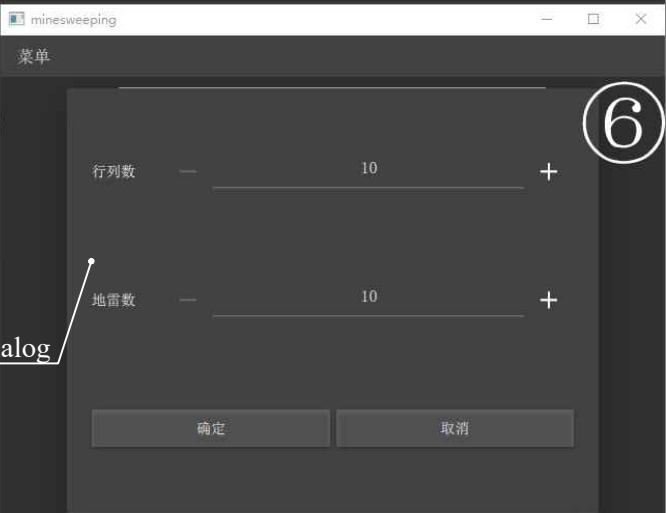 minesweeping
菜单
⑥
行列数 — 10 +
地雷数 — 10 +
alog
确定 取消